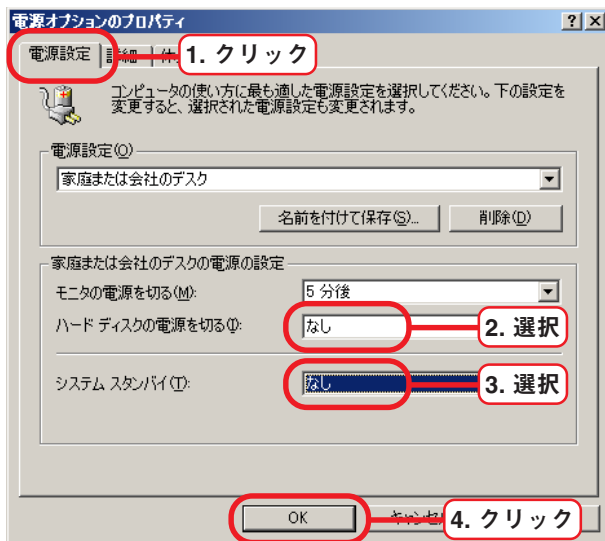 電源オプションのプロパティ
電源設定 詳細 1. クリック
コンピュータの使い方に最も適した電源設定を選択してください。下の設定を
変更すると、選択された電源設定も変更されます。
電源設定(O)
家庭または会社のデスク
名前を付けて保存(S)... 削除(D)
家庭または会社のデスクの電源の設定
モニタの電源を切る(M): 5 分後
ハード ディスクの電源を切る(I): なし 2. 選択
システム スタンバイ(T): なし 3. 選択
OK キャンセル 4. クリック